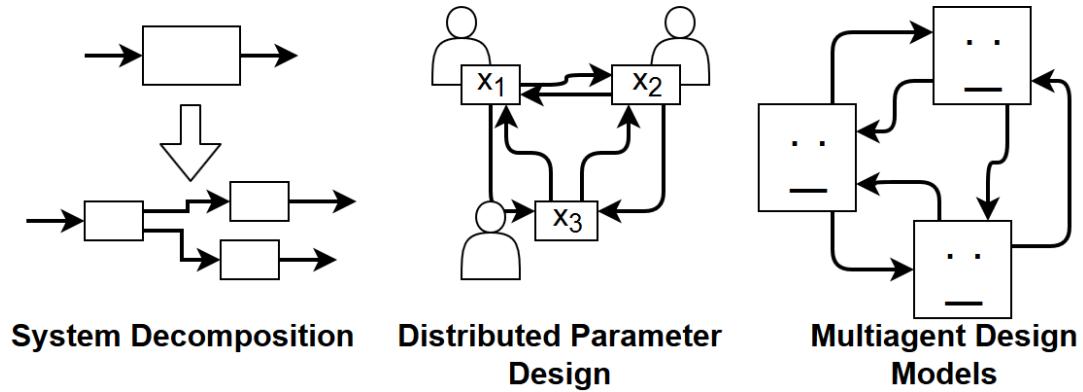 x1
x2
x3
System Decomposition
Distributed Parameter
Design
Multiagent Design
Models